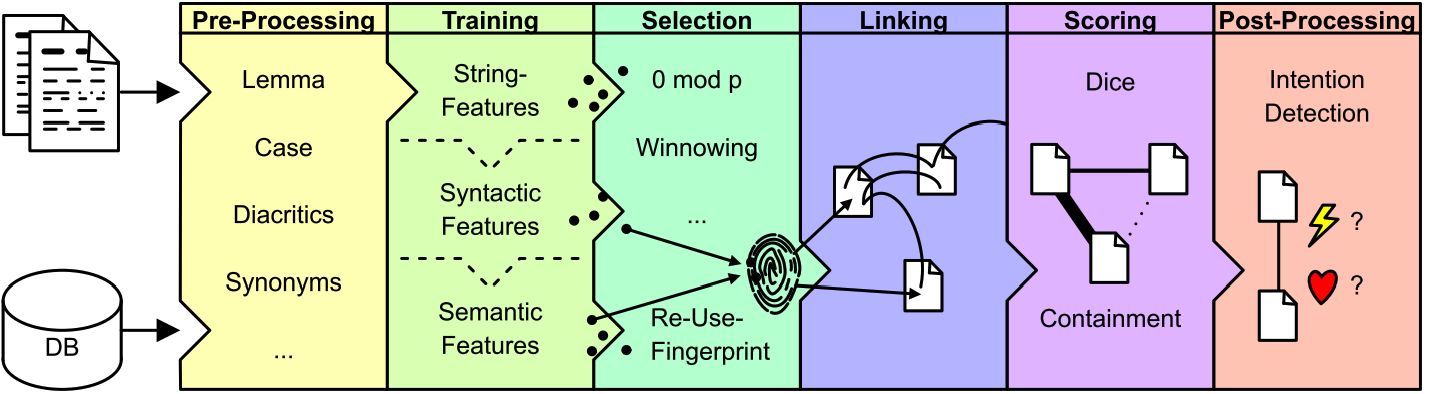 Pre-Processing
Training
Selection
Linking
Scoring
Post-Processing
DB
Lemma
Case
Diacritics
Synonyms
...
String-
Features
Syntactic
Features
Semantic
Features
0 mod p
Winnowing
...
Re-Use-
Fingerprint
Dice
Containment
Intention
Detection
?
?